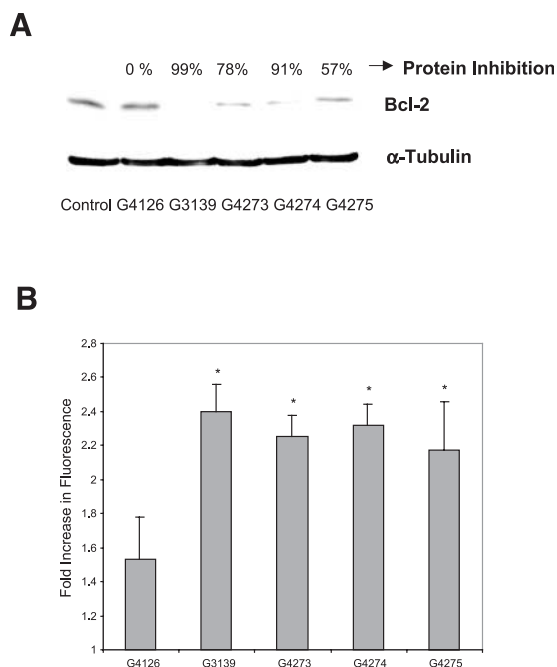 A
0 % 99% 78% 91% 57% → Protein Inhibition
Bcl-2
α-Tubulin
Control G4126 G3139 G4273 G4274 G4275
B
Fold Increase in Fluorescence
2.8
2.6
2.4
2.2
2
1.8
1.6
1.4
1.2
1
* * * *
G4126 G3139 G4273 G4274 G4275